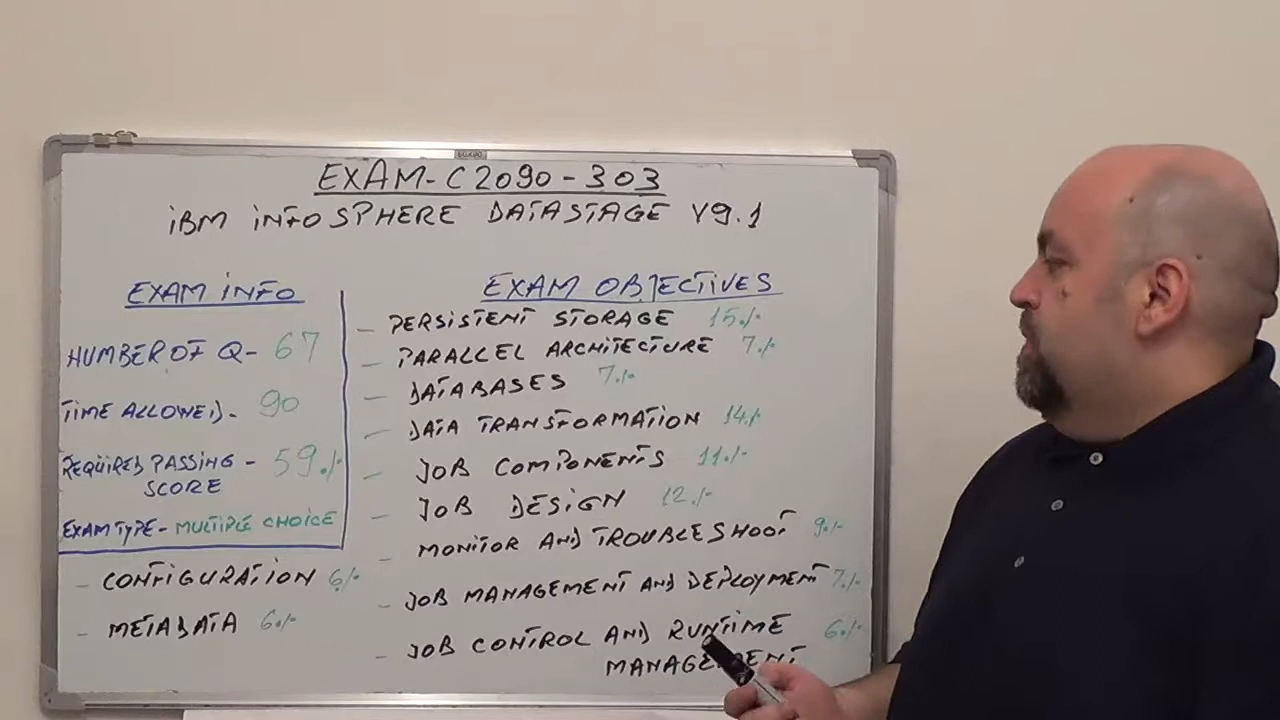 EXAM-C2090-303
iBM iNFOSPHERE DATASTAGE V9.1
EXAM iNFO
NUMBER OF Q- 67
TIME ALLOWED- 90
REQUIRED PASSING - 59%
SCORE
EXAM TYPE- MULTIPLE CHOICE
- CONFIGURATION 6%
- METADATA 6%
EXAM OBJECTiVES
- PERSISTENT STORAGE 15%
- PARALLEL ARCHITECTURE 7%
- DATABASES 7%
- DATA TRANSFORMATION 14%
- JOB COMPONENTS 11%
- JOB DESIGN 12%
- MONITOR AND TROUBLESHOOT 9%
- JOB MANAGEMENT AND DEPLOYMENT 7%
- JOB CONTROL AND RUNTIME 6%
MANAGEMENT